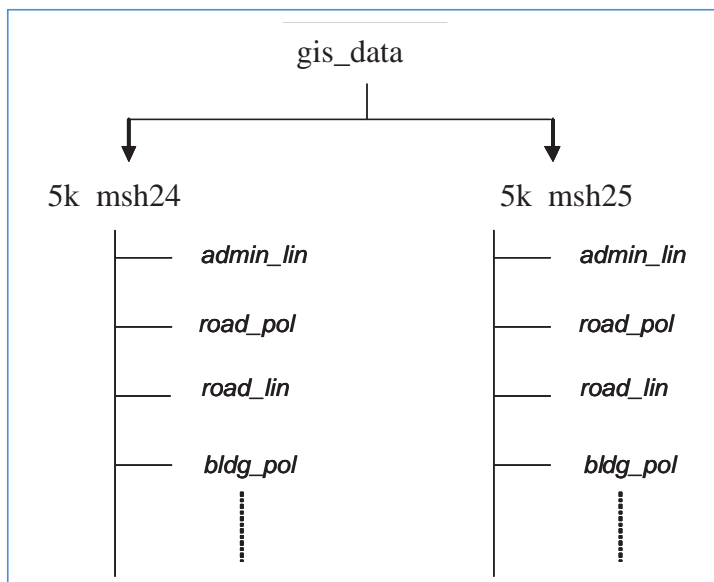 gis_data
5k msh24
5k msh25
admin_lin
admin_lin
road_pol
road_pol
road_lin
road_lin
bldg_pol
bldg_pol